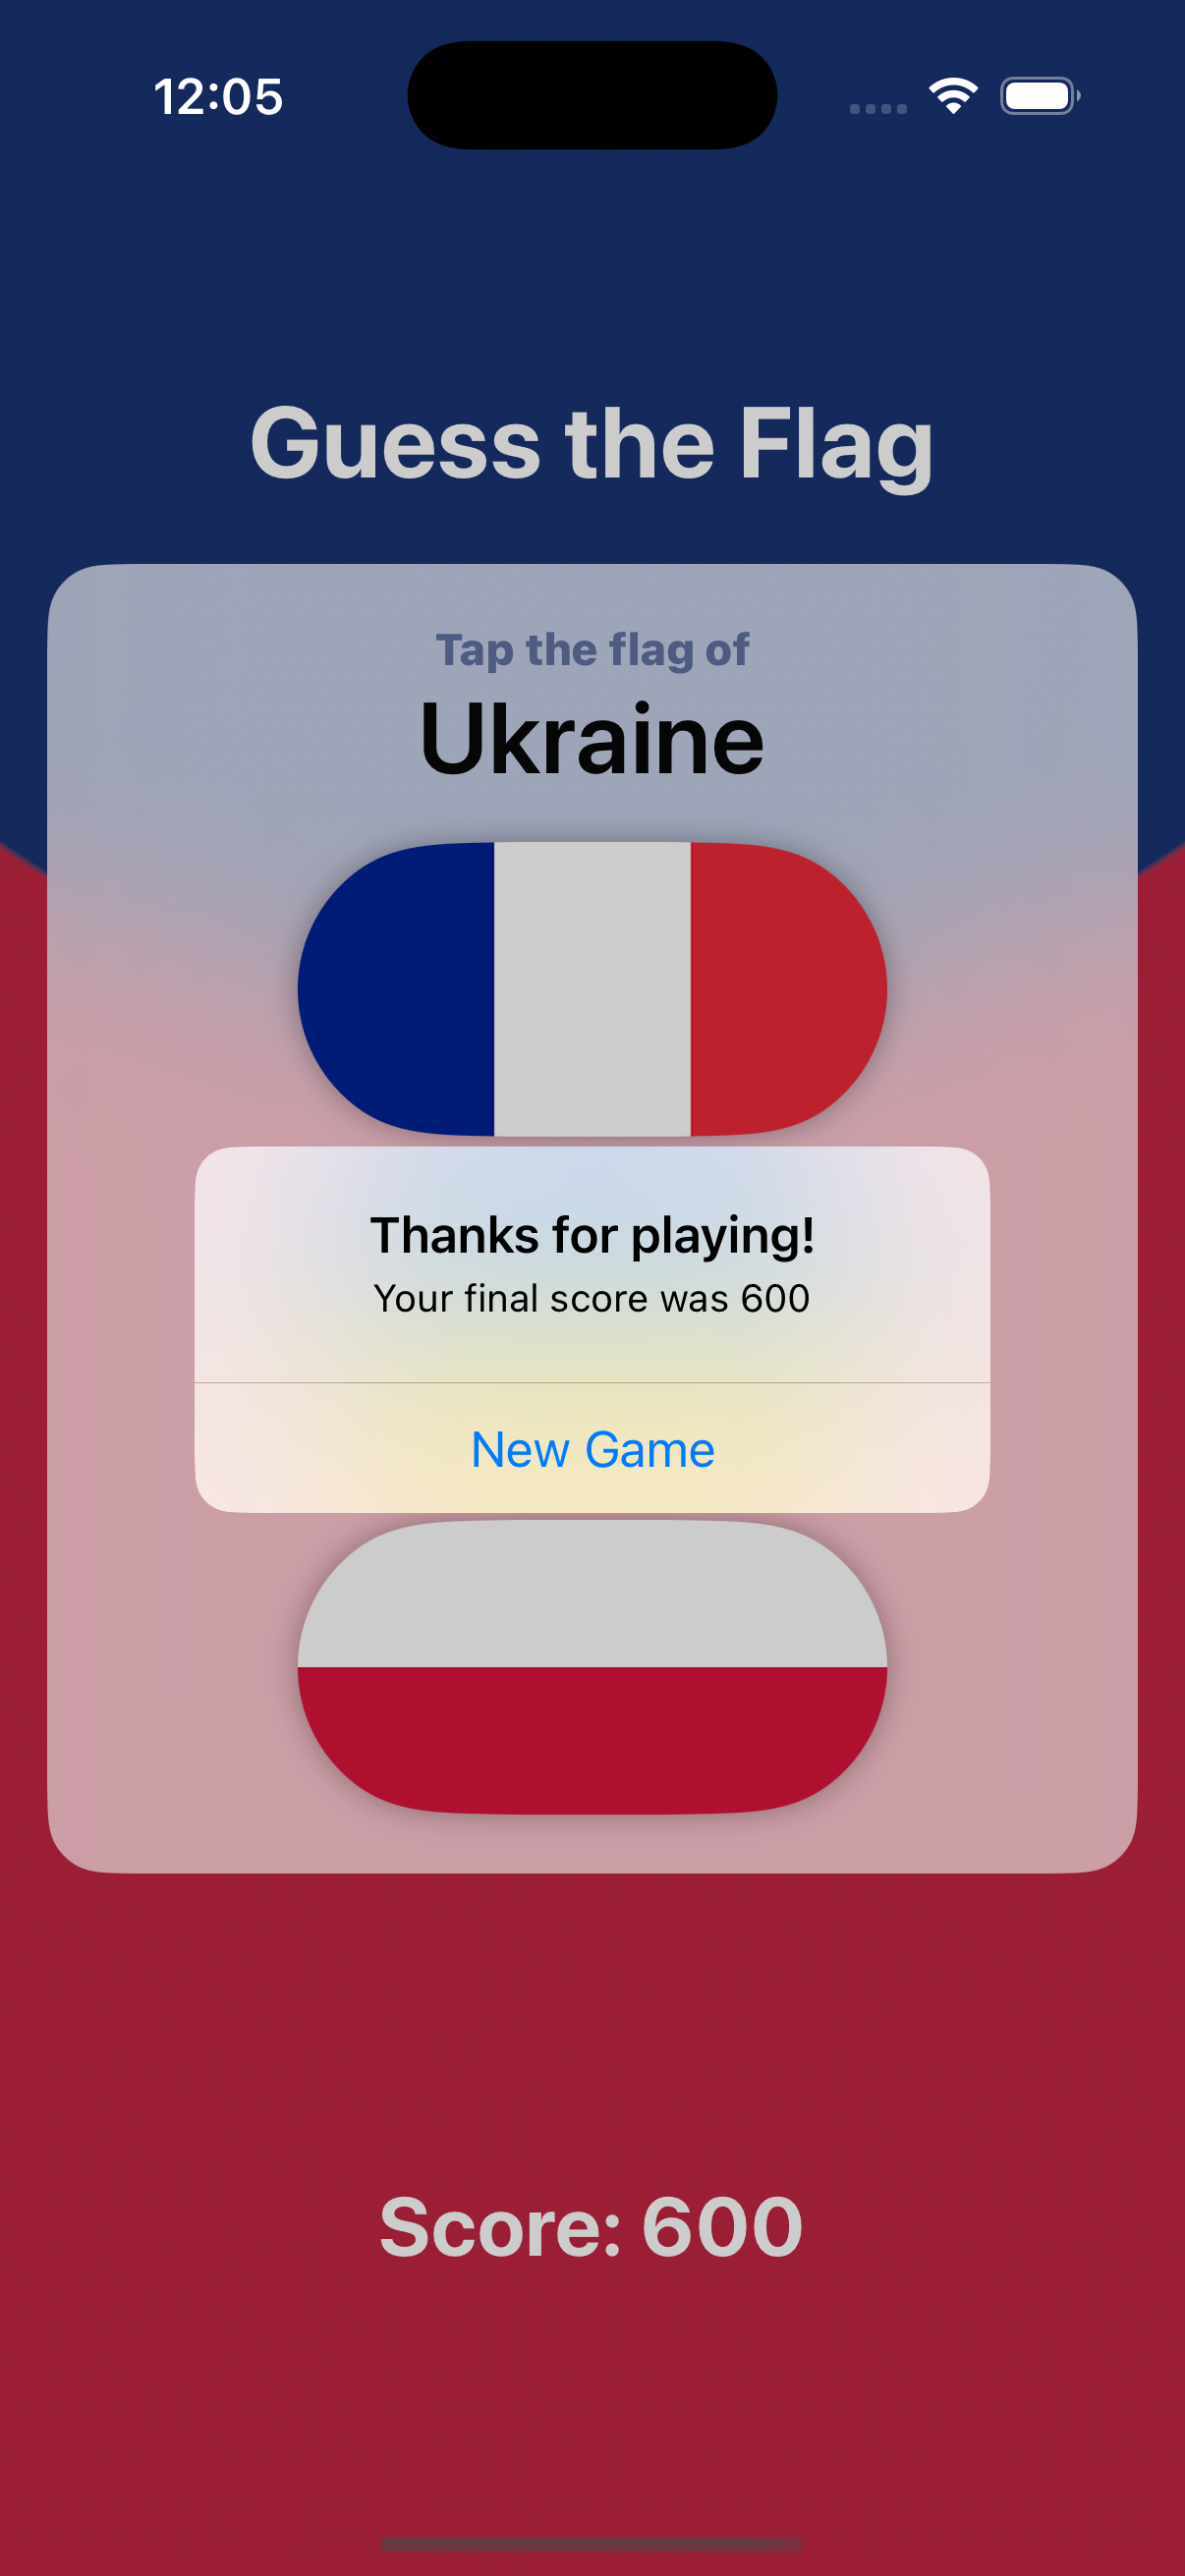 12:05
Guess the Flag
Tap the flag of
Ukraine
Thanks for playing!
Your final score was 600
New Game
Score: 600